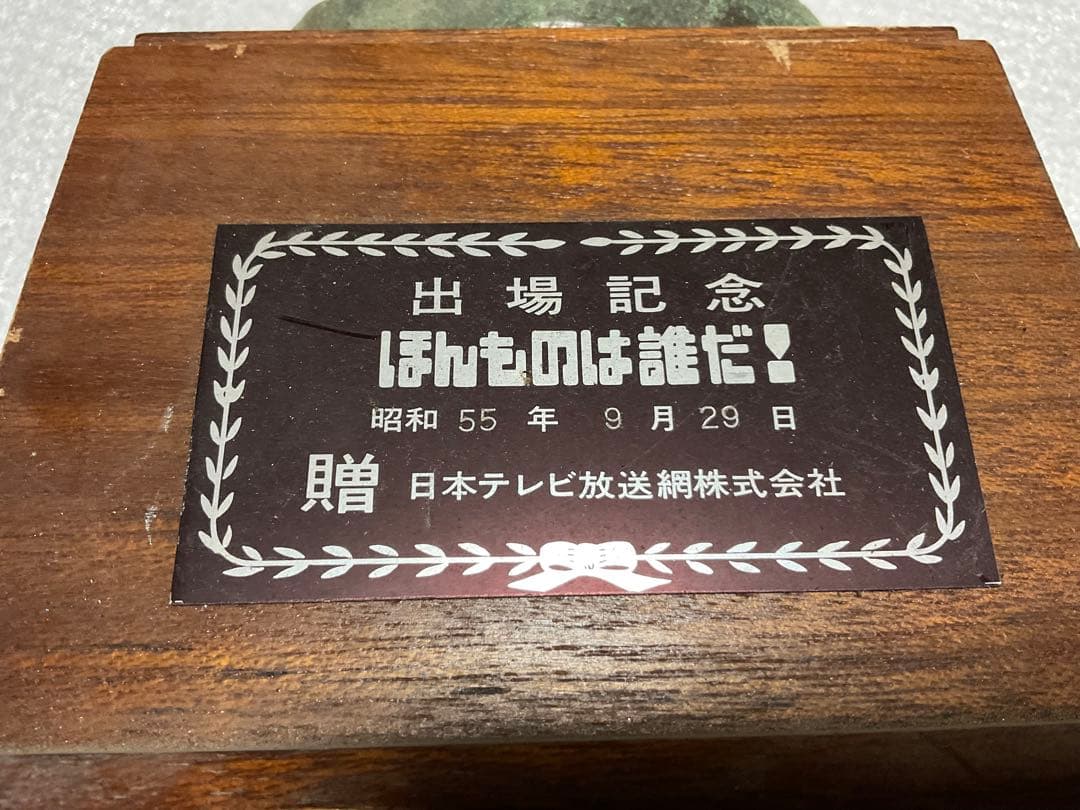 出場記念
ほんものは誰だ!
昭和 55 年 9 月 29 日
贈 日本テレビ放送網株式会社